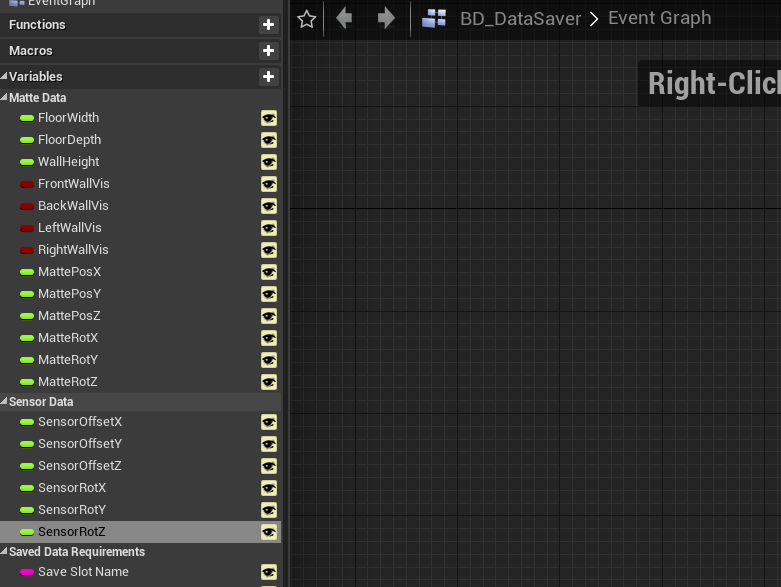 EventGraph
Functions
Macros
Variables
Matte Data
FloorWidth
FloorDepth
WallHeight
FrontWallVis
BackWallVis
LeftWallVis
RightWallVis
MattePosX
MattePosY
MattePosZ
MatteRotX
MatteRotY
MatteRotZ
Sensor Data
SensorOffsetX
SensorOffsetY
SensorOffsetZ
SensorRotX
SensorRotY
SensorRotZ
Saved Data Requirements
Save Slot Name
BD_DataSaver > Event Graph
Right-Clic